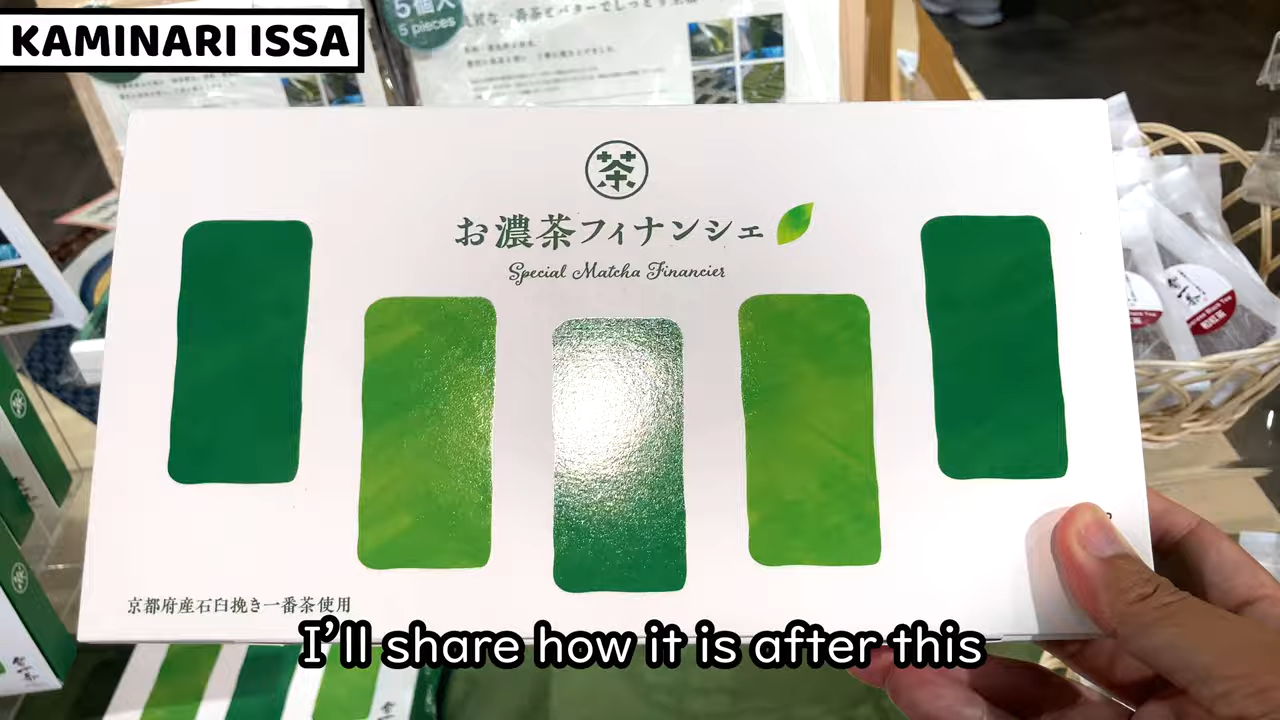 KAMINARI ISSA
5個入
5 pieces
茶
お濃茶フィナンシェ
Special Matcha Financier
京都府産石臼挽き一番茶使用
I'll share how it is after this